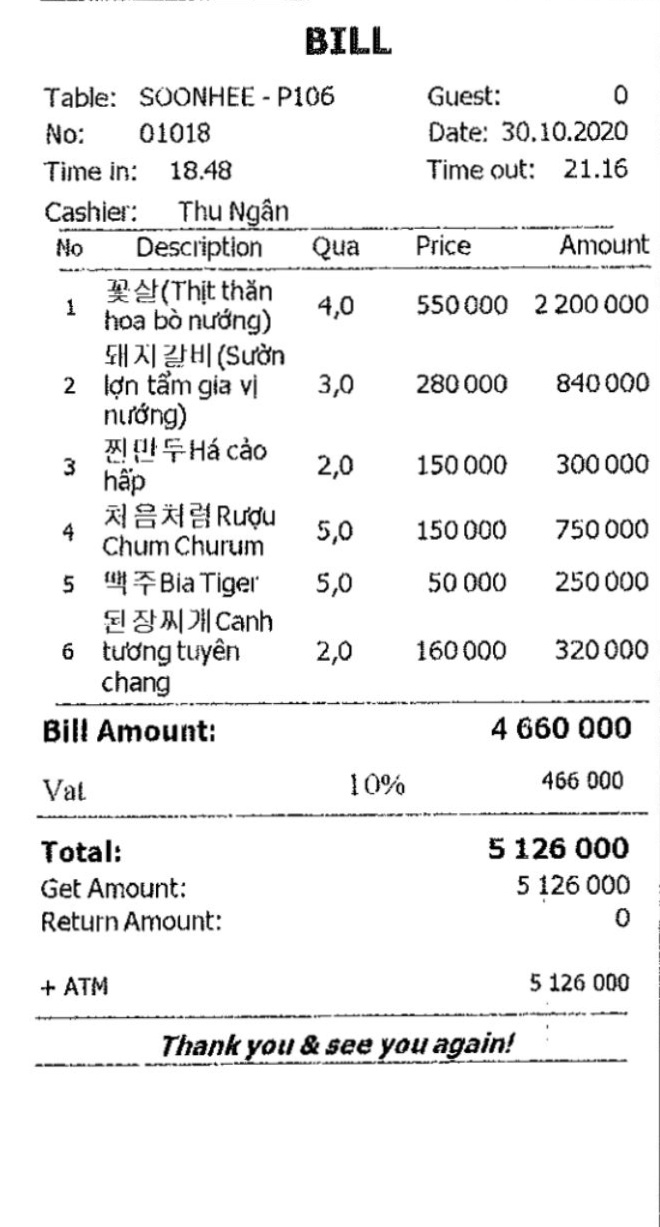 BILL
Table: SOONHEE - P106 Guest: 0
No: 01018 Date: 30.10.2020
Time in: 18.48 Time out: 21.16
Cashier: Thu Ngân
No Description Qua Price Amount
1 꽃살(Thịt thăn hoa bò nướng) 4,0 550 000 2 200 000
2 돼지갈비(Sườn lợn tẩm gia vị nướng) 3,0 280 000 840 000
3 찐만두Há cảo hấp 2,0 150 000 300 000
4 처음처럼Rượu Chum Churum 5,0 150 000 750 000
5 맥주Bia Tiger 5,0 50 000 250 000
6 된장찌개Canh tương tuyên chang 2,0 160 000 320 000
Bill Amount: 4 660 000
Vat 10% 466 000
Total: 5 126 000
Get Amount: 5 126 000
Return Amount: 0
+ ATM 5 126 000
Thank you & see you again!